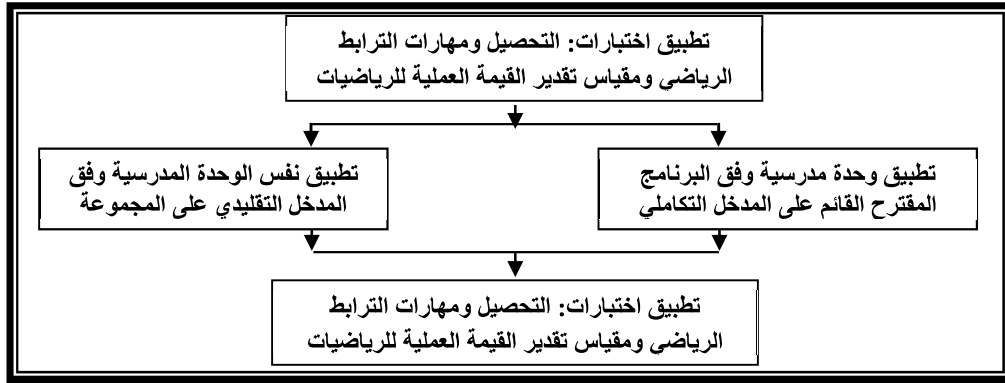 تطبيق اختبارات: التحصيل ومهارات الترابط
الرياضي ومقياس تقدير القيمة العملية للرياضيات
تطبيق وحدة مدرسية وفق البرنامج
المقترح القائم على المدخل التكاملي
تطبيق نفس الوحدة المدرسية وفق
المدخل التقليدي على المجموعة
تطبيق اختبارات: التحصيل ومهارات الترابط
الرياضي ومقياس تقدير القيمة العملية للرياضيات